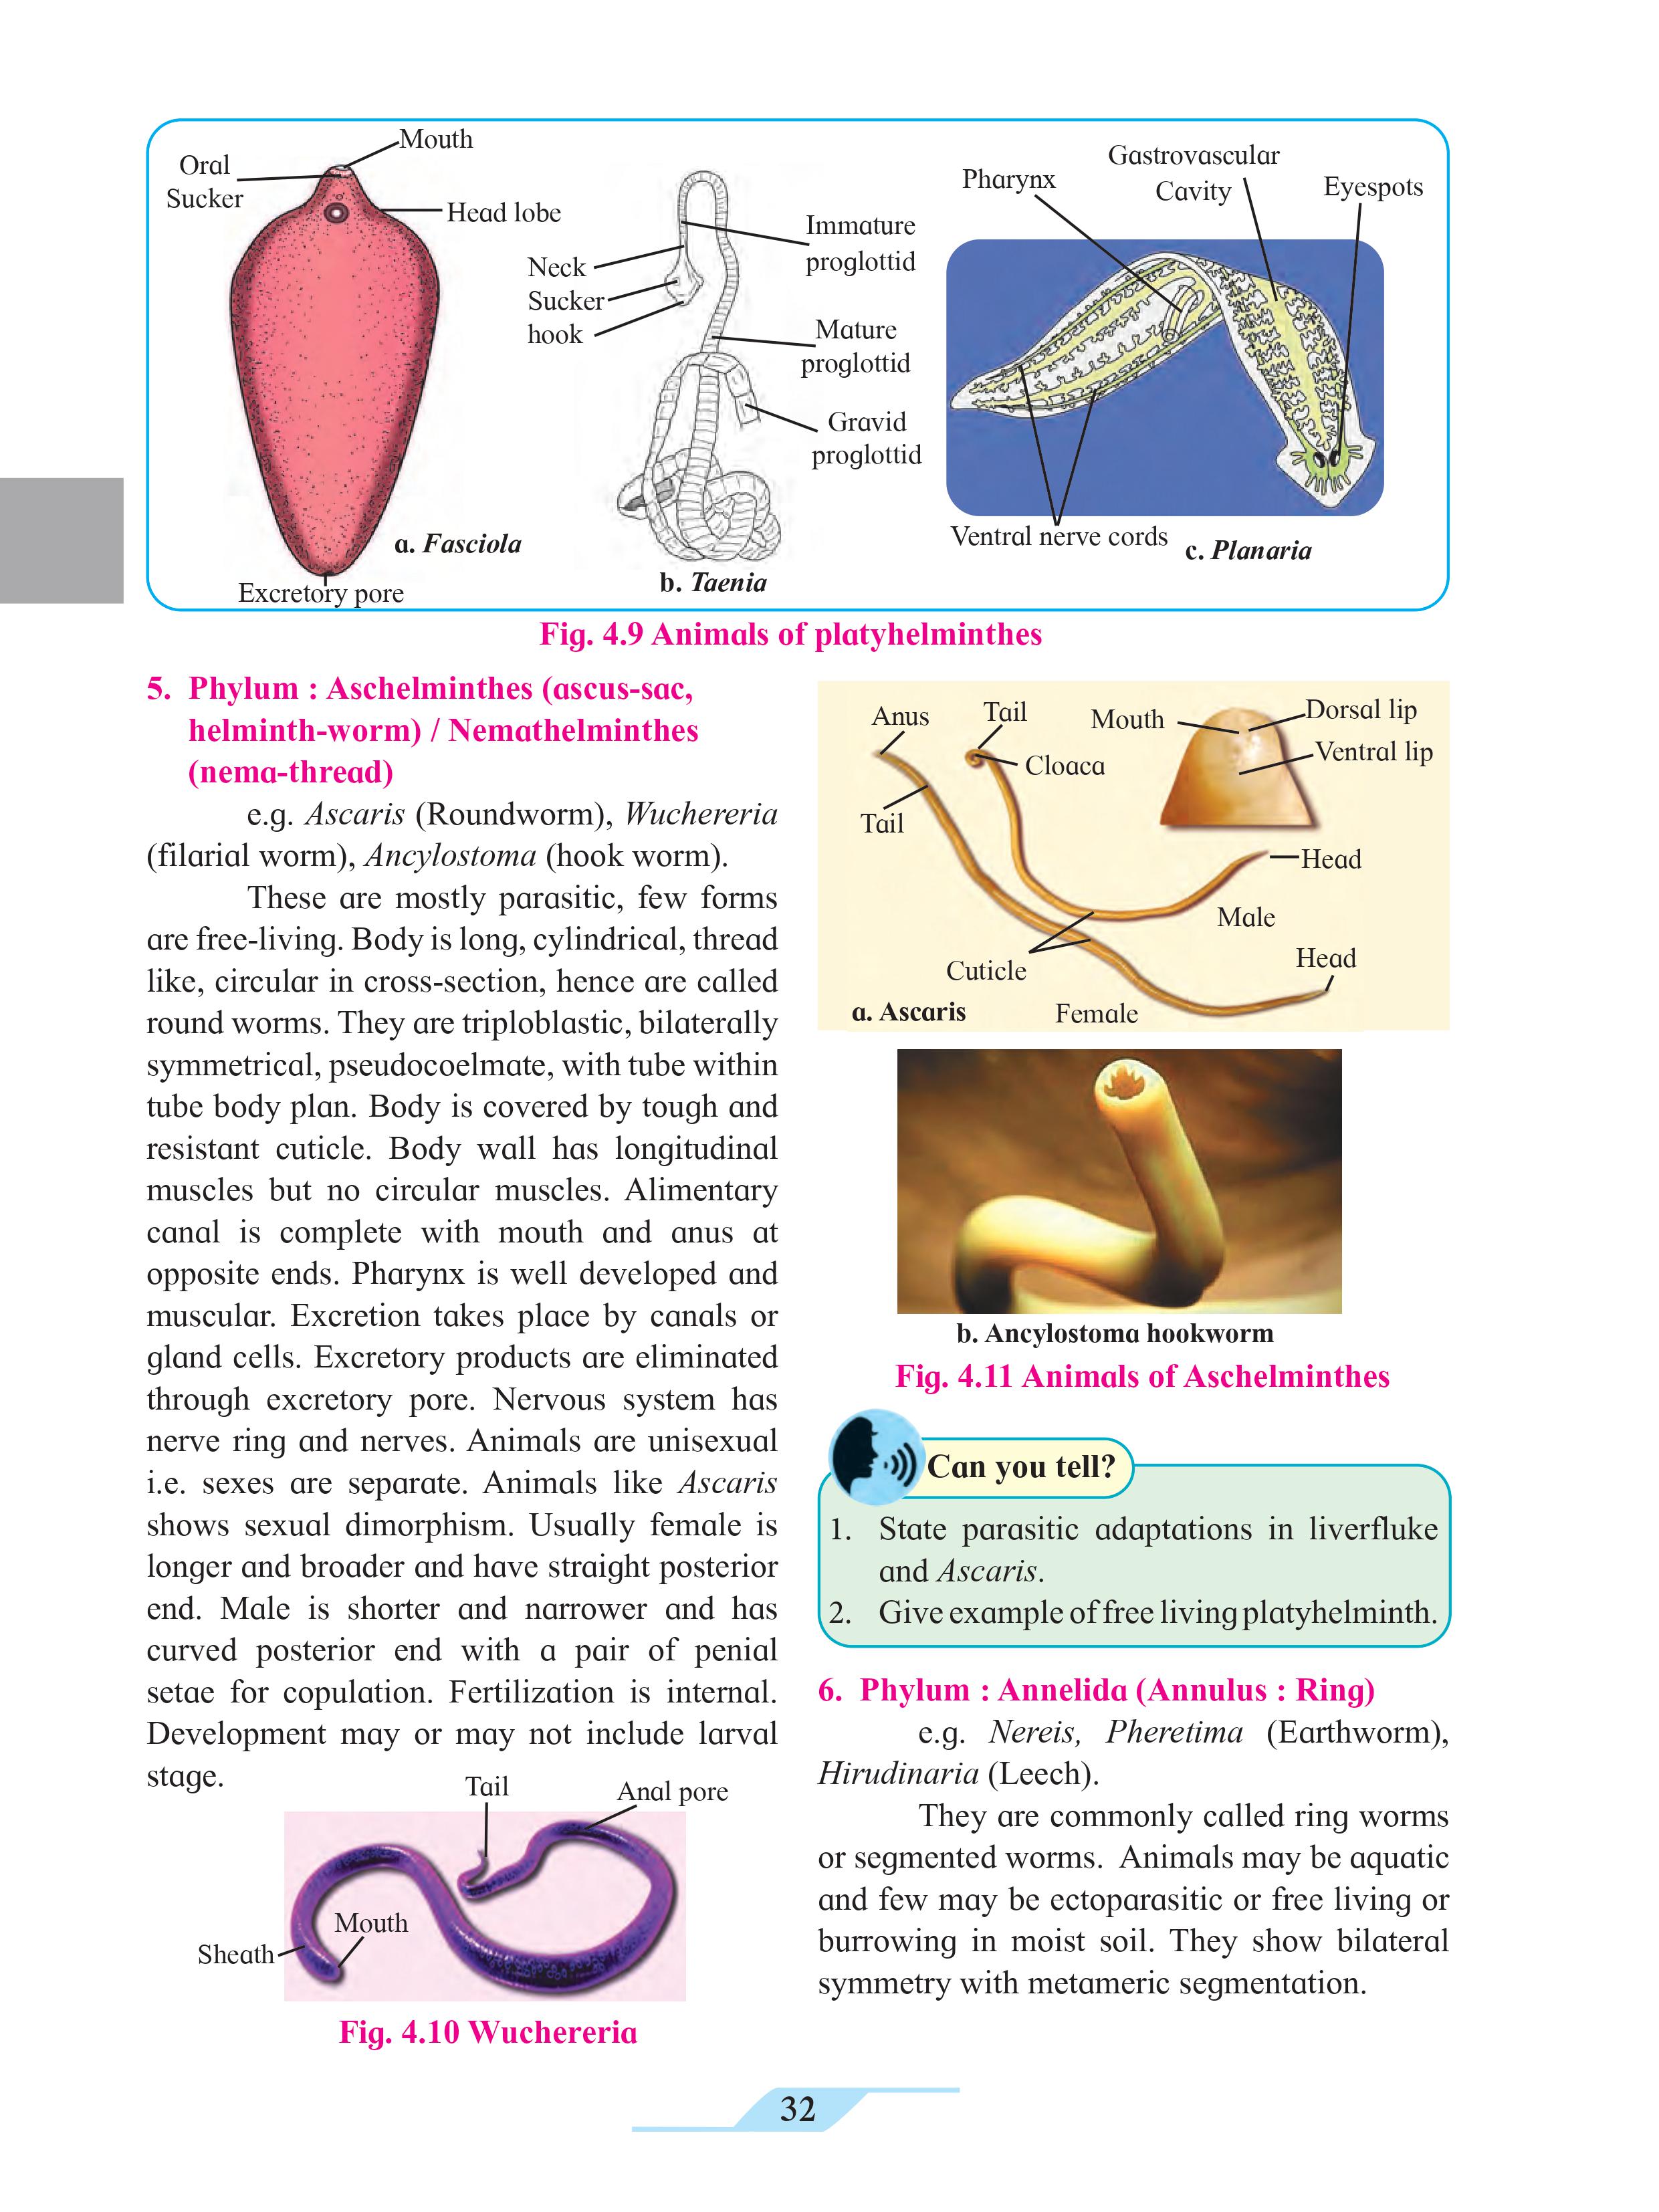 Mouth
Oral
Sucker
Head lobe
a. Fasciola
Excretory pore
Neck
Sucker
hook
Immature
proglottid
Mature
proglottid
Gravid
proglottid
b. Taenia
Pharynx
Gastrovascular
Cavity
Eyespots
Ventral nerve cords
c. Planaria
Fig. 4.9 Animals of platyhelminthes
5. Phylum : Aschelminthes (ascus-sac,
helminth-worm) / Nemathelminthes
(nema-thread)
e.g. Ascaris (Roundworm), Wuchereria
(filarial worm), Ancylostoma (hook worm).
These are mostly parasitic, few forms
are free-living. Body is long, cylindrical, thread
like, circular in cross-section, hence are called
round worms. They are triploblastic, bilaterally
symmetrical, pseudocoelmate, with tube within
tube body plan. Body is covered by tough and
resistant cuticle. Body wall has longitudinal
muscles but no circular muscles. Alimentary
canal is complete with mouth and anus at
opposite ends. Pharynx is well developed and
muscular. Excretion takes place by canals or
gland cells. Excretory products are eliminated
through excretory pore. Nervous system has
nerve ring and nerves. Animals are unisexual
i.e. sexes are separate. Animals like Ascaris
shows sexual dimorphism. Usually female is
longer and broader and have straight posterior
end. Male is shorter and narrower and has
curved posterior end with a pair of penial
setae for copulation. Fertilization is internal.
Development may or may not include larval
stage.
Tail
Anal pore
Mouth
Sheath
Fig. 4.10 Wuchereria
Anus
Tail
Mouth
Dorsal lip
Ventral lip
Cloaca
Tail
Head
Male
Cuticle
Head
a. Ascaris
Female
b. Ancylostoma hookworm
Fig. 4.11 Animals of Aschelminthes
Can you tell?
1. State parasitic adaptations in liverfluke
and Ascaris.
2. Give example of free living platyhelminth.
6. Phylum : Annelida (Annulus : Ring)
e.g. Nereis, Pheretima (Earthworm),
Hirudinaria (Leech).
They are commonly called ring worms
or segmented worms. Animals may be aquatic
and few may be ectoparasitic or free living or
burrowing in moist soil. They show bilateral
symmetry with metameric segmentation.
32